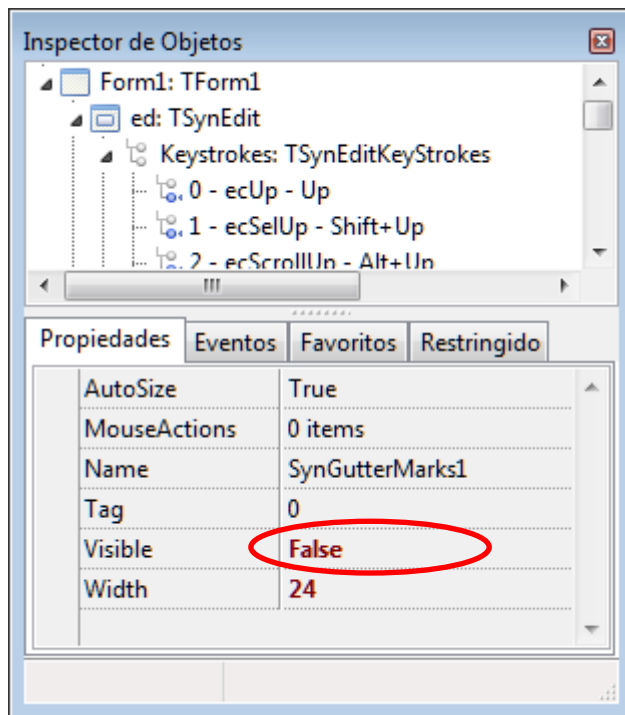 Inspector de Objetos
Form1: TForm1
ed: TSynEdit
Keystrokes: TSynEditKeyStrokes
0 - ecUp - Up
1 - ecSelUp - Shift+Up
2 - ecScrollUp - Alt+Up
Propiedades Eventos Favoritos Restringido
AutoSize True
MouseActions 0 items
Name SynGutterMarks1
Tag 0
Visible False
Width 24